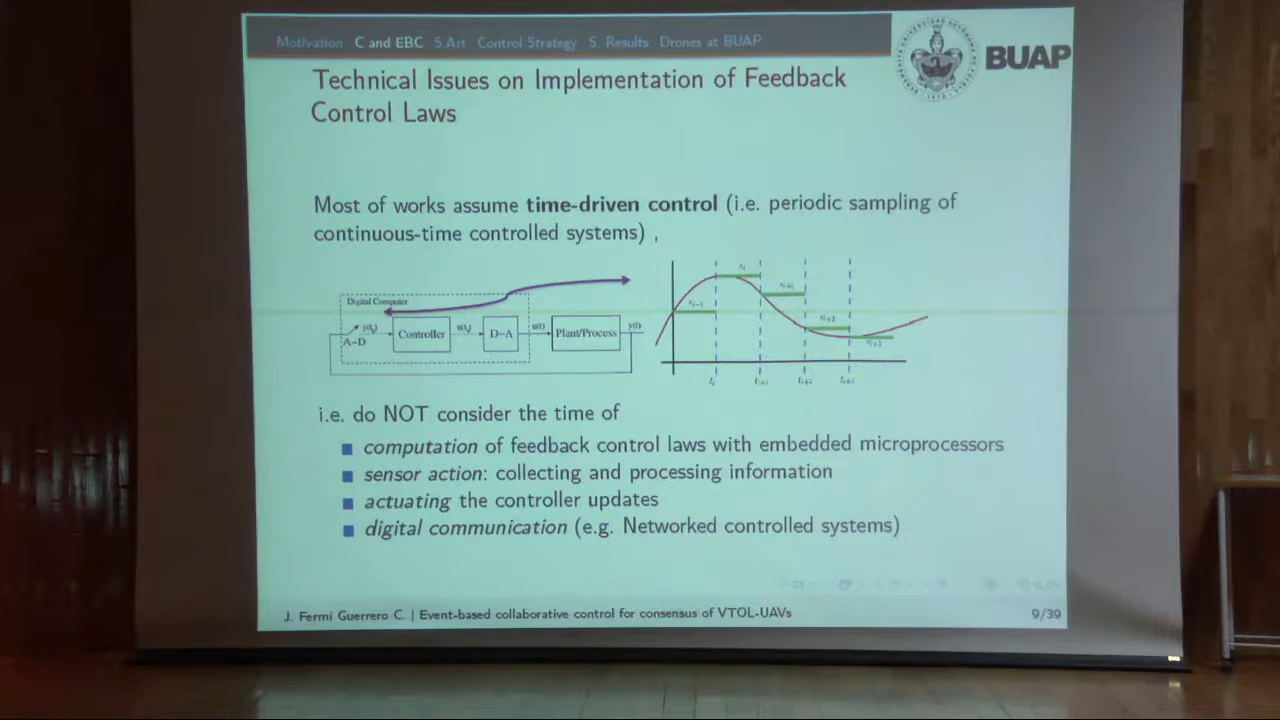 Motivation C and EBC S.Art Control Strategy S. Results Drones at BUAP
BUAP
Technical Issues on Implementation of Feedback
Control Laws
Most of works assume time-driven control (i.e. periodic sampling of
continuous-time controlled systems) ,
Digital Computer
A-D
Controller
D-A
u(t)
Plant/Process
y(t)
i.e. do NOT consider the time of
computation of feedback control laws with embedded microprocessors
sensor action: collecting and processing information
actuating the controller updates
digital communication (e.g. Networked controlled systems)
J. Fermi Guerrero C. | Event-based collaborative control for consensus of VTOL-UAVs
9/39